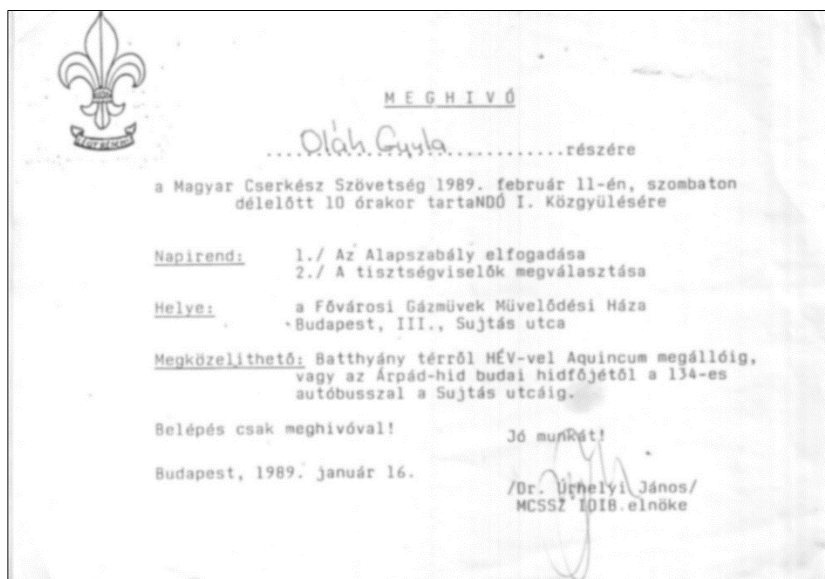 M E G H I V Ó
....Oláh Gyula..............részére
a Magyar Cserkész Szövetség 1989. február 11-én, szombaton
délelőtt 10 órakor tartaNDÓ I. Közgyülésére
Napirend: 1./ Az Alapszabály elfogadása
2./ A tisztségviselők megválasztása
Helye: a Fővárosi Gázmüvek Müvelődési Háza
Budapest, III., Sujtás utca
Megközelithető: Batthyány térről HÉV-vel Aquincum megállóig,
vagy az Árpád-hid budai hidfőjétől a 134-es
autóbusszal a Sujtás utcáig.
Belépés csak meghivóval!
Jó munkát!
Budapest, 1989. január 16.
/Dr. Úrhelyi János/
MCSSZ IDIB.elnöke